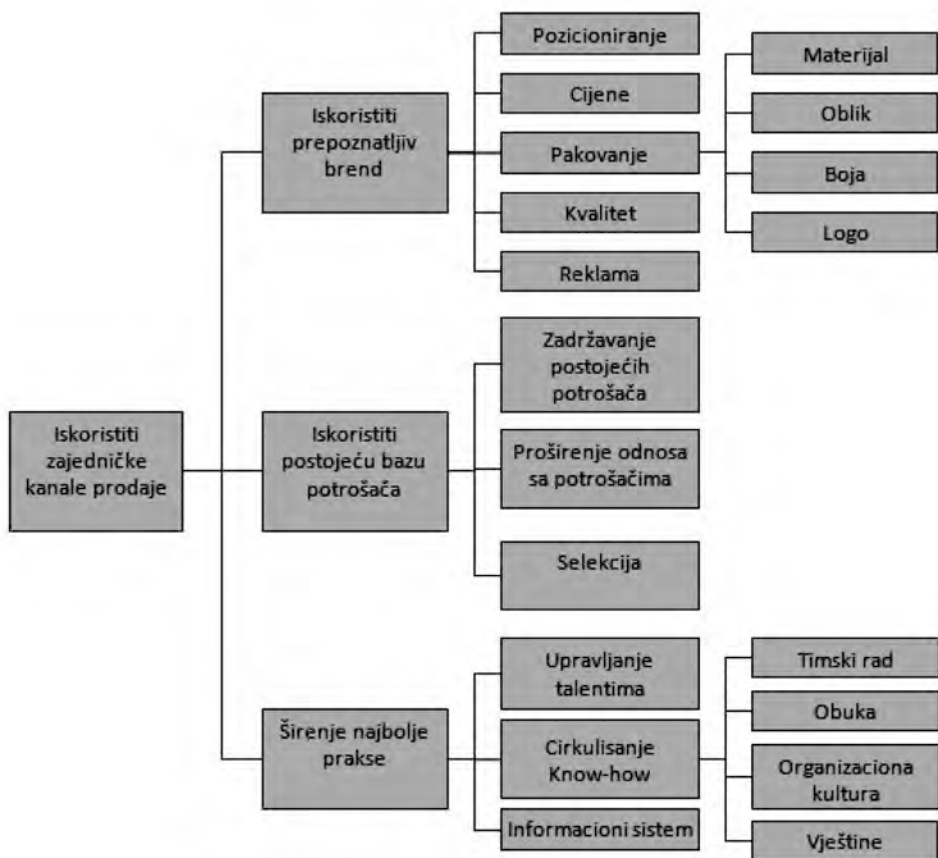 Iskoristiti
zajedničke
kanale prodaje
Iskoristiti
prepoznatljiv
brend
Pozicioniranje
Cijene
Pakovanje
Kvalitet
Reklama
Materijal
Oblik
Boja
Logo
Iskoristiti
postojeću bazu
potrošača
Zadržavanje
postojećih
potrošača
Proširenje odnosa
sa potrošačima
Selekcija
Širenje najbolje
prakse
Upravljanje
talentima
Cirkulisanje
Know-how
Informacioni sistem
Timski rad
Obuka
Organizaciona
kultura
Vještine